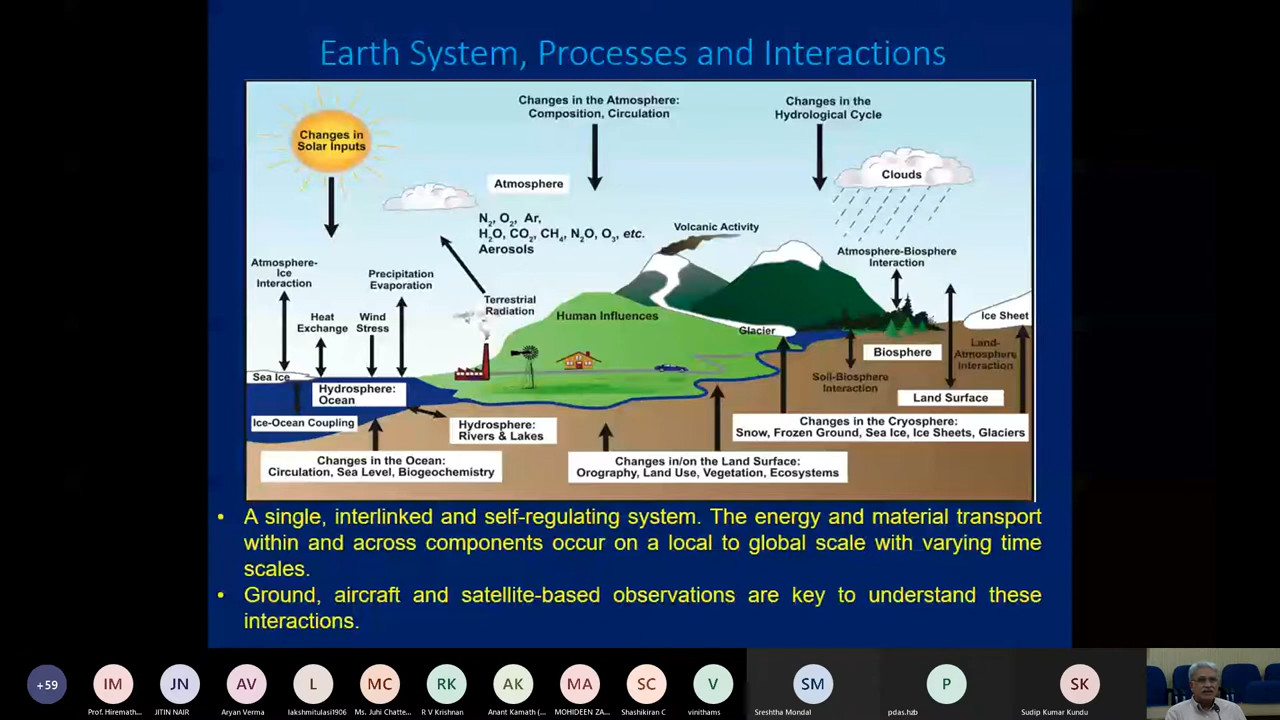 Earth System, Processes and Interactions
Changes in
Solar Inputs
Changes in the Atmosphere:
Composition, Circulation
Changes in the
Hydrological Cycle
Clouds
Atmosphere
N2, O2, Ar,
H2O, CO2, CH4, N2O, O3, etc.
Aerosols
Volcanic Activity
Atmosphere-Biosphere
Interaction
Atmosphere-
Ice
Interaction
Precipitation
Evaporation
Heat
Exchange
Wind
Stress
Terrestrial
Radiation
Human Influences
Glacier
Ice Sheet
Biosphere
Land-
Atmosphere
Interaction
Soil-Biosphere
Interaction
Land Surface
Sea Ice
Hydrosphere:
Ocean
Ice-Ocean Coupling
Hydrosphere:
Rivers & Lakes
Changes in the Cryosphere:
Snow, Frozen Ground, Sea Ice, Ice Sheets, Glaciers
Changes in the Ocean:
Circulation, Sea Level, Biogeochemistry
Changes in/on the Land Surface:
Orography, Land Use, Vegetation, Ecosystems
• A single, interlinked and self-regulating system. The energy and material transport
within and across components occur on a local to global scale with varying time
scales.
• Ground, aircraft and satellite-based observations are key to understand these
interactions.
+59
IM
JN
AV
L
MC
RK
AK
MA
SC
V
SM
P
SK
Prof. Hiremath...
JITIN NAIR
Aryan Verma
lakshmitulasi1906
Ms. Juhi Chatte...
R V Krishnan
Anant Kamath (...
MOHIDEEN ZA...
Shashikiran C
vinithams
Sreshtha Mondal
pdas.hzb
Sudip Kumar Kundu